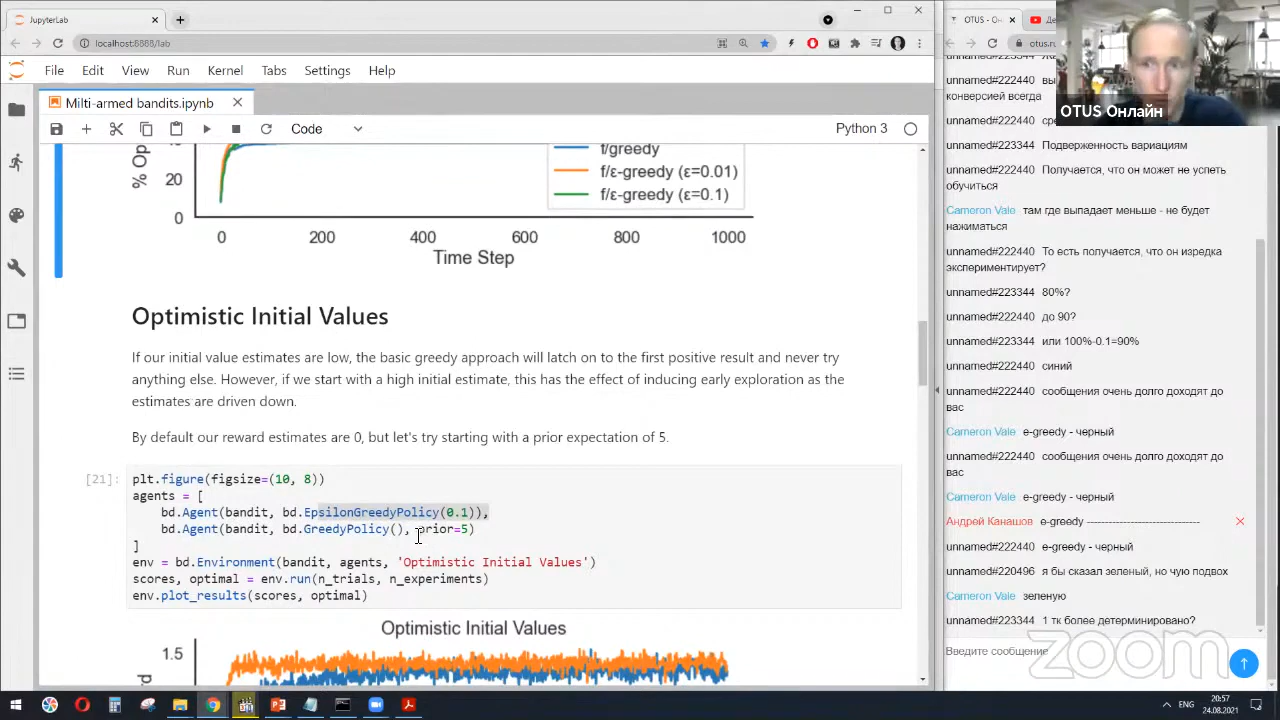 JupyterLab
OTUS - Он
localhost:8888/lab
otus.ru
File Edit View Run Kernel Tabs Settings Help
Milti-armed bandits.ipynb
Code
Python 3
20
0
f/greedy
f/ε-greedy (ε=0.01)
f/ε-greedy (ε=0.1)
0 200 400 600 800 1000
Time Step
Optimistic Initial Values
If our initial value estimates are low, the basic greedy approach will latch on to the first positive result and never try
anything else. However, if we start with a high initial estimate, this has the effect of inducing early exploration as the
estimates are driven down.
By default our reward estimates are 0, but let's try starting with a prior expectation of 5.
[21]:
plt.figure(figsize=(10, 8))
agents = [
bd.Agent(bandit, bd.EpsilonGreedyPolicy(0.1)),
bd.Agent(bandit, bd.GreedyPolicy(), prior=5)
]
env = bd.Environment(bandit, agents, 'Optimistic Initial Values')
scores, optimal = env.run(n_trials, n_experiments)
env.plot_results(scores, optimal)
Optimistic Initial Values
1.5
OTUS Онлайн
unnamed#222440
конверсией всегда
unnamed#222440
unnamed#223344 Подверженность вариациям
unnamed#222440 Получается, что он может не успеть
обучиться
Cameron Vale там где выпадает меньше - не будет
нажиматься
unnamed#222440 То есть получается, что он изредка
экспериментирует?
unnamed#223344 80%?
unnamed#222440 до 90?
unnamed#223344 или 100%-0.1=90%
unnamed#222440 синий
unnamed#222440 сообщения очень долго доходят до
вас
Cameron Vale e-greedy - черный
unnamed#222440 сообщения очень долго доходят до
вас
Cameron Vale e-greedy - черный
Андрей Канашов e-greedy --------------------------------
unnamed#222440 e-greedy - черный
unnamed#220496 я бы сказал зеленый, но чую подвох
Cameron Vale зеленую
unnamed#223344 1 тк более детерминировано?
Введите сообщение
zoom
ENG
20:57
24.08.2021